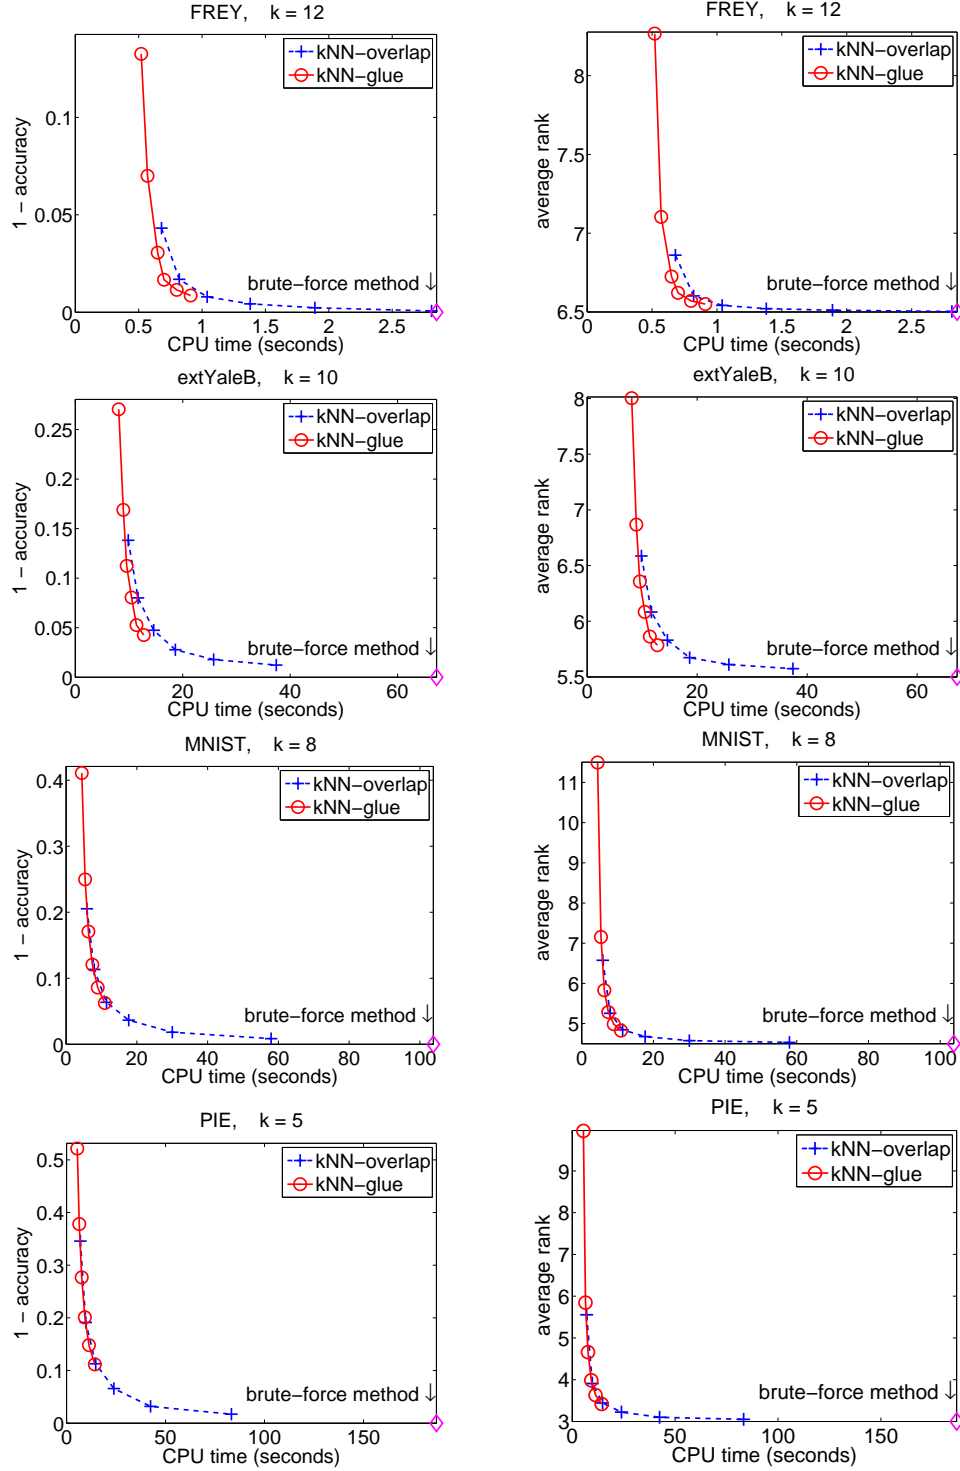 FREY, k = 12
1 − accuracy
0.1
0.05
0
kNN−overlap
kNN−glue
brute−force method ↓
0.5 1 1.5 2 2.5
CPU time (seconds)
FREY, k = 12
average rank
8
7.5
7
6.5
kNN−overlap
kNN−glue
brute−force method ↓
0.5 1 1.5 2 2.5
CPU time (seconds)
extYaleB, k = 10
1 − accuracy
0.25
0.2
0.15
0.1
0.05
0
kNN−overlap
kNN−glue
brute−force method ↓
0 20 40 60
CPU time (seconds)
extYaleB, k = 10
average rank
8
7.5
7
6.5
6
5.5
kNN−overlap
kNN−glue
brute−force method ↓
0 20 40 60
CPU time (seconds)
MNIST, k = 8
1 − accuracy
0.4
0.3
0.2
0.1
0
kNN−overlap
kNN−glue
brute−force method ↓
0 20 40 60 80 100
CPU time (seconds)
MNIST, k = 8
average rank
11
10
9
8
7
6
5
kNN−overlap
kNN−glue
brute−force method ↓
0 20 40 60 80 100
CPU time (seconds)
PIE, k = 5
1 − accuracy
0.5
0.4
0.3
0.2
0.1
0
kNN−overlap
kNN−glue
brute−force method ↓
0 50 100 150
CPU time (seconds)
PIE, k = 5
average rank
9
8
7
6
5
4
3
kNN−overlap
kNN−glue
brute−force method ↓
0 50 100 150
CPU time (seconds)